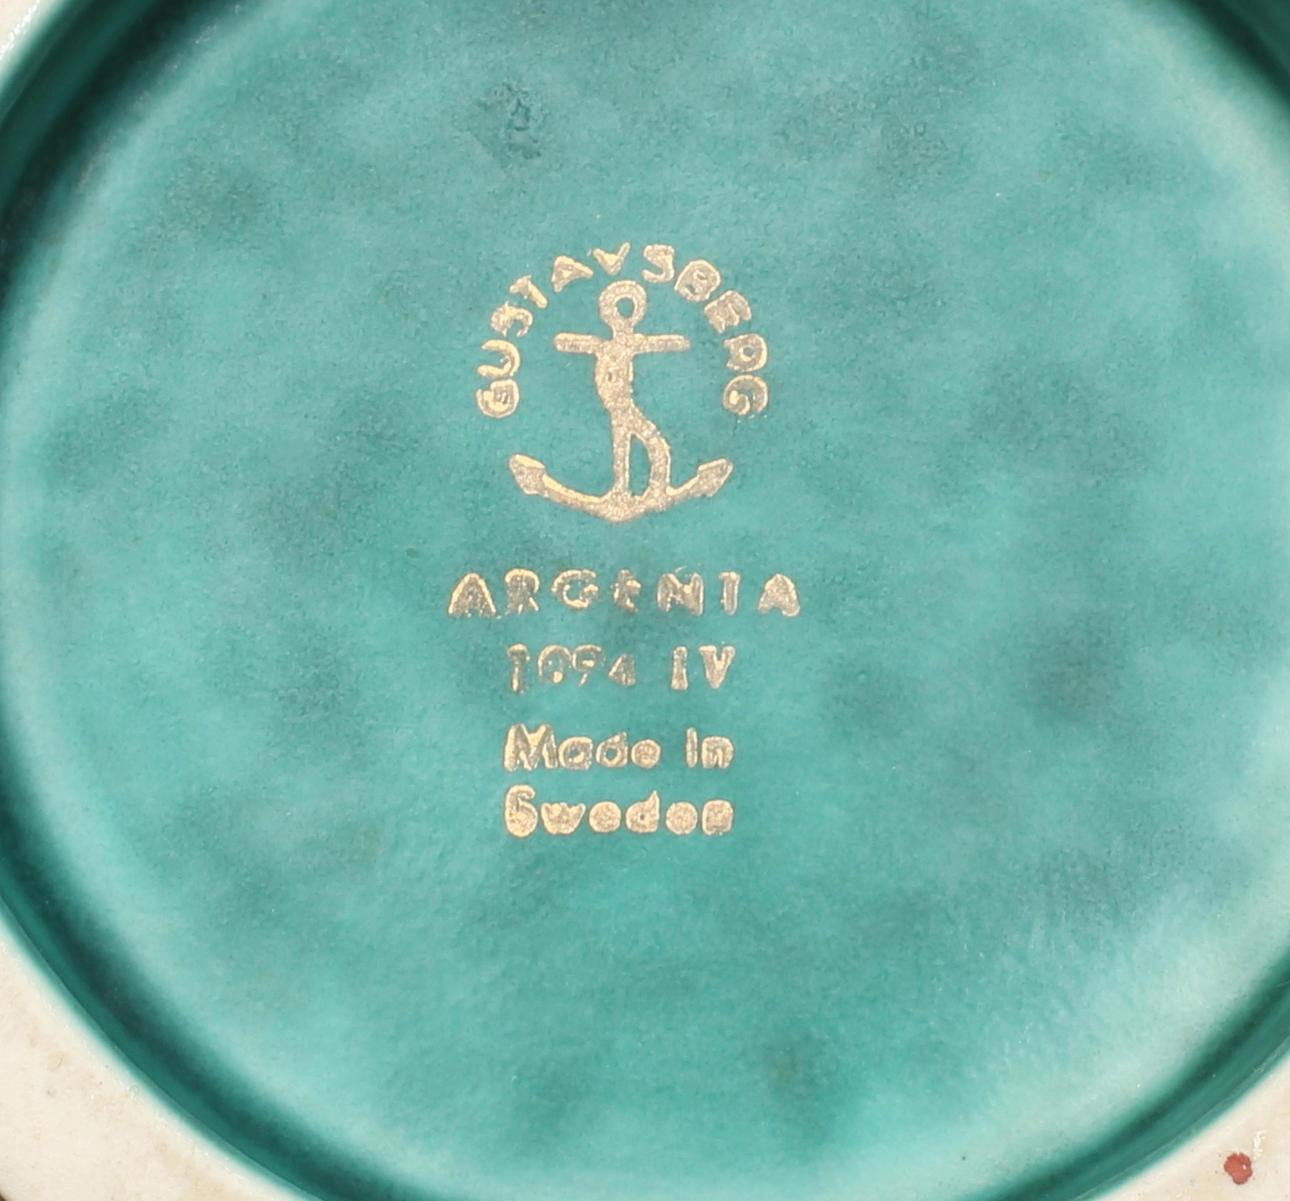 GUSTAVSBERG
ARGENTA
1094 IV
Made in
Sweden